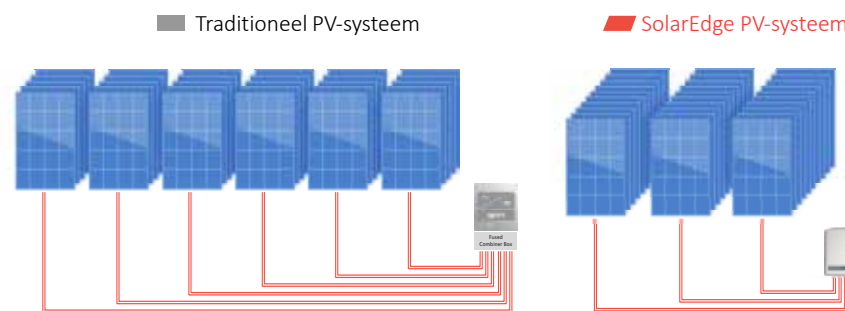 Traditioneel PV-systeem
SolarEdge PV-systeem
Fused
Combiner Box